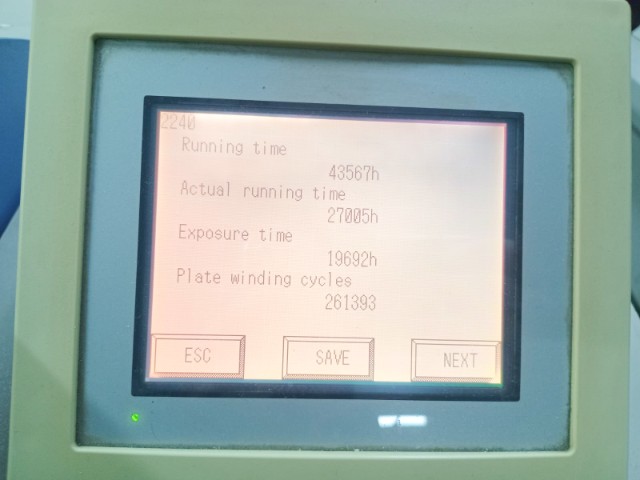 2240
Running time
43567h
Actual running time
27005h
Exposure time
19692h
Plate winding cycles
261393
ESC SAVE NEXT